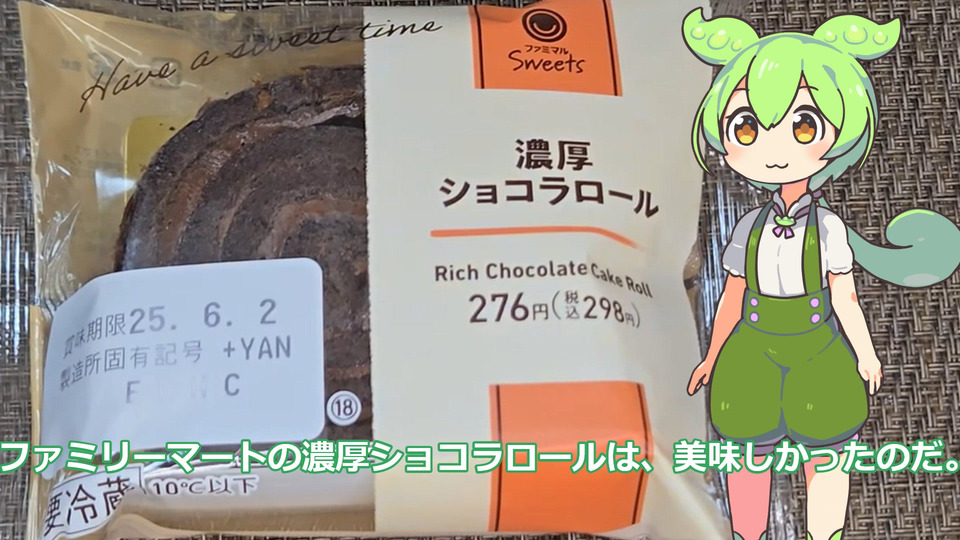 Have a sweet time
ファミマル
Sweets
濃厚
ショコラロール
Rich Chocolate Cake Roll
276円(税込298円)
賞味期限25. 6. 2
製造所固有記号 +YAN
C
⑱
ファミリーマートの濃厚ショコラロールは、美味しかったのだ。
要冷蔵 10℃以下